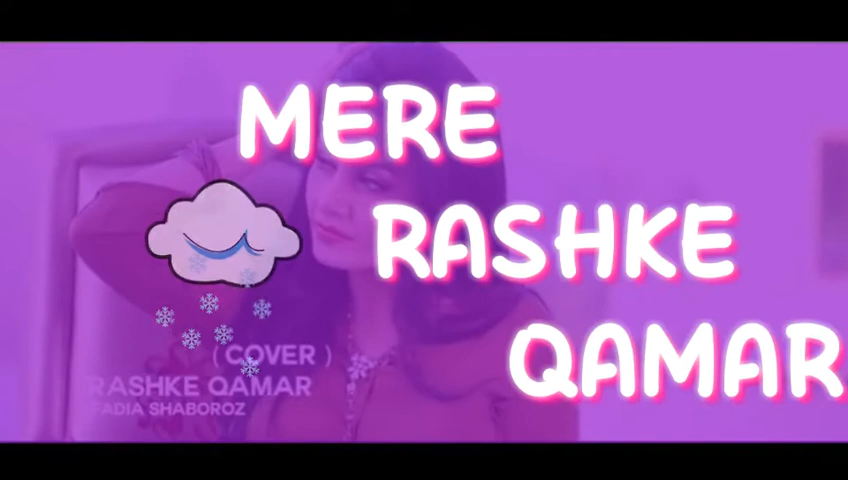 MERE
RASHKE
QAMAR
( COVER )
RASHKE QAMAR
FADIA SHABOROZ